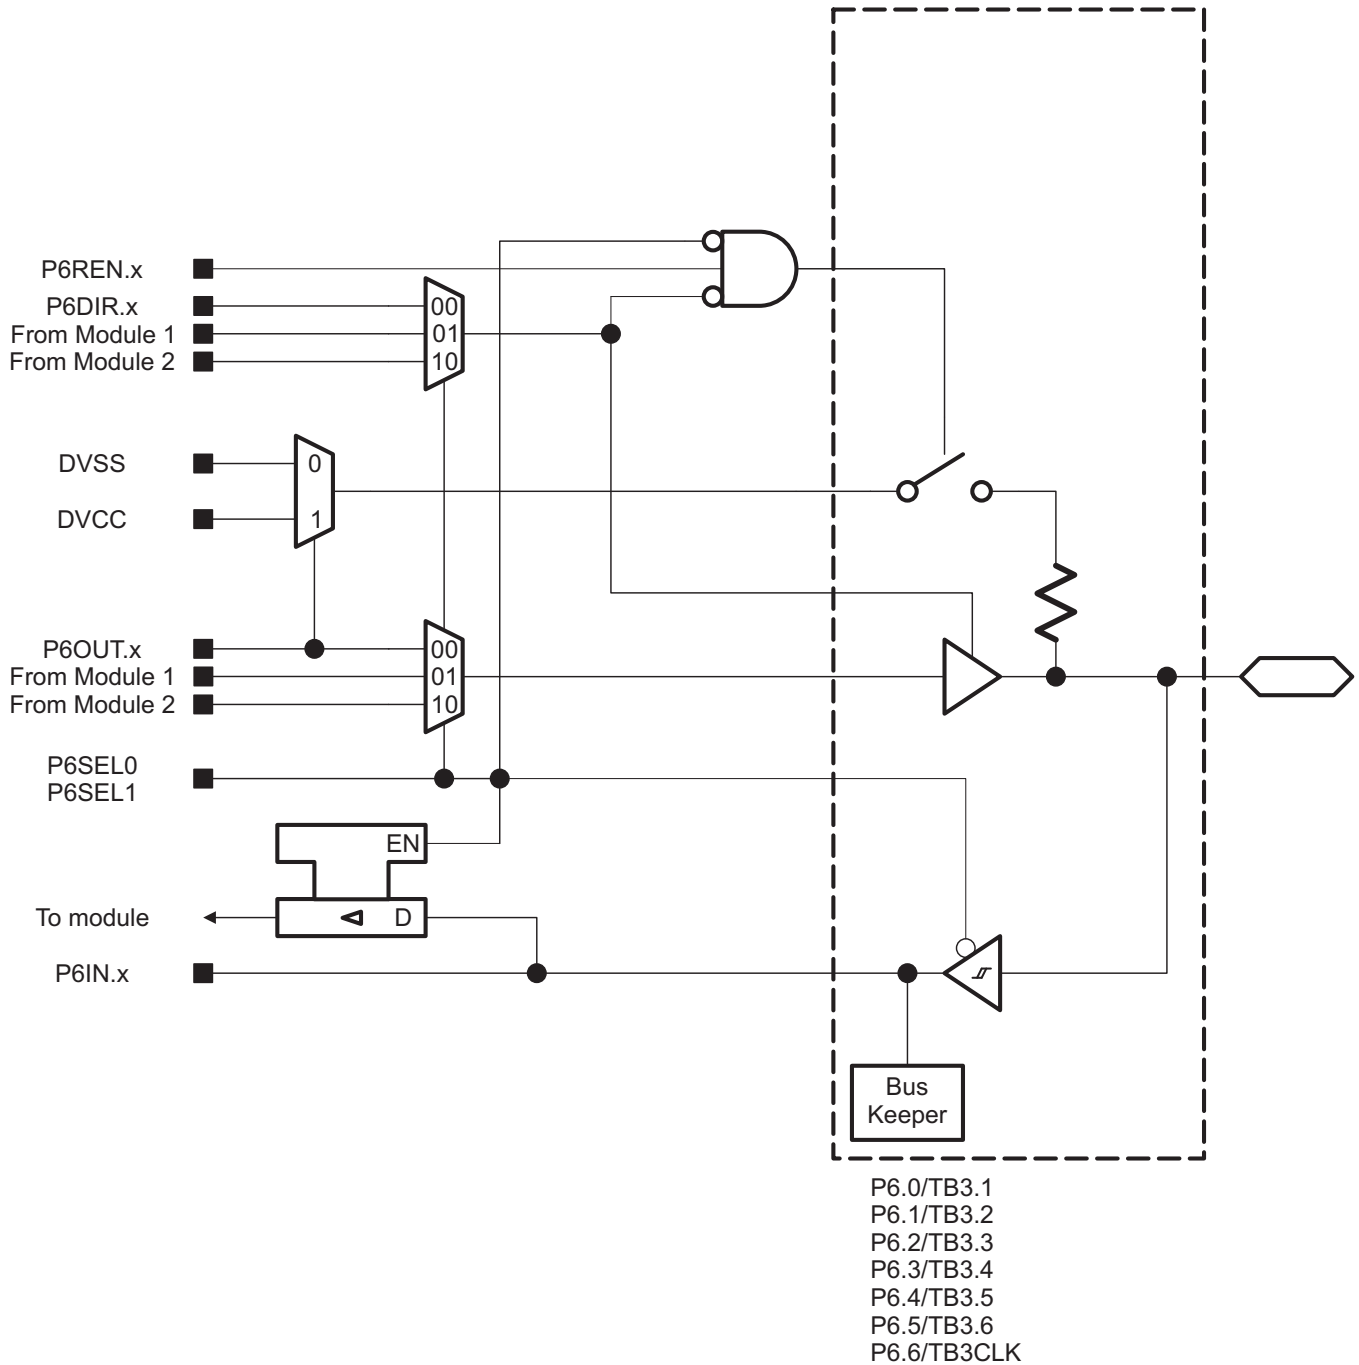 P6REN.x
P6DIR.x
From Module 1
From Module 2
00
01
10
DVSS
DVCC
0
1
P6OUT.x
From Module 1
From Module 2
00
01
10
P6SEL0
P6SEL1
EN
To module
D
P6IN.x
Bus
Keeper
P6.0/TB3.1
P6.1/TB3.2
P6.2/TB3.3
P6.3/TB3.4
P6.4/TB3.5
P6.5/TB3.6
P6.6/TB3CLK